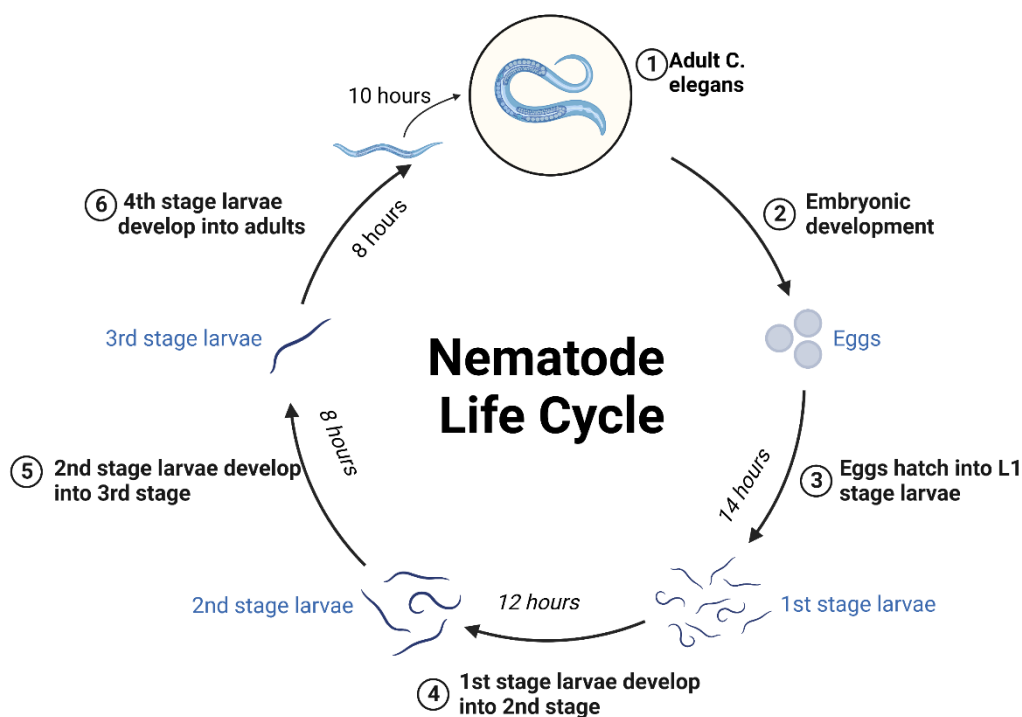 Nematode
Life Cycle
① Adult C.
elegans
② Embryonic
development
Eggs
14 hours
③ Eggs hatch into L1
stage larvae
1st stage larvae
12 hours
④ 1st stage larvae develop
into 2nd stage
2nd stage larvae
8 hours
⑤ 2nd stage larvae develop
into 3rd stage
3rd stage larvae
8 hours
⑥ 4th stage larvae
develop into adults
10 hours